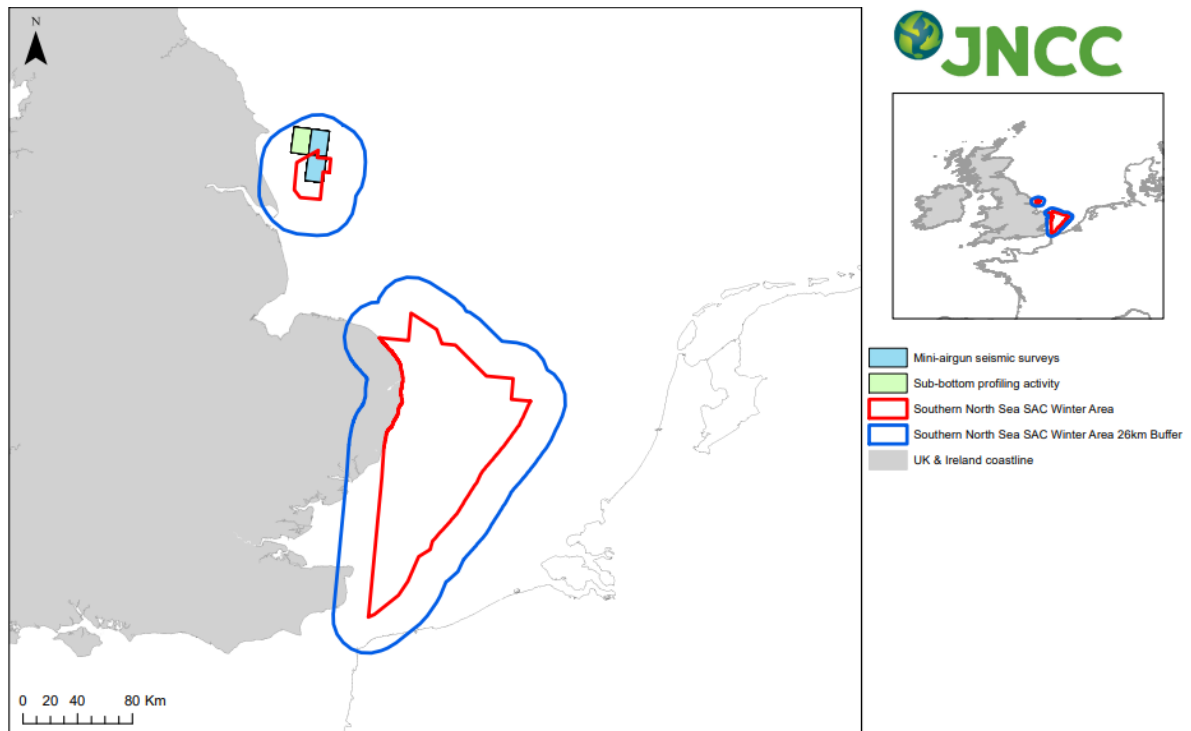 N
JNCC
Mini-airgun seismic surveys
Sub-bottom profiling activity
Southern North Sea SAC Winter Area
Southern North Sea SAC Winter Area 26km Buffer
UK & Ireland coastline
0 20 40 80 Km